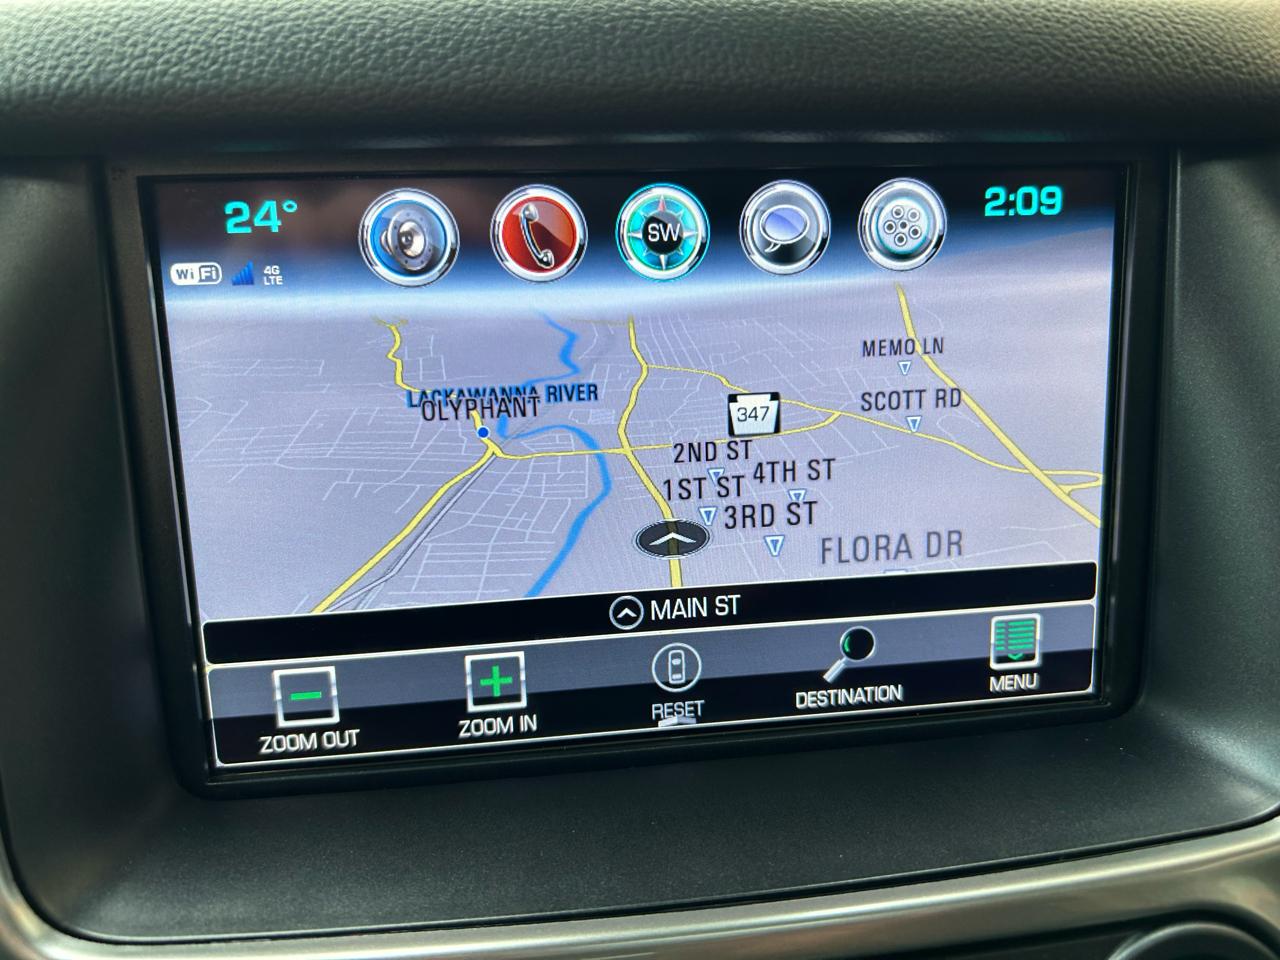 24°
SW
2:09
WiFi
4G
LTE
MEMO LN
LACKAWANNA RIVER
OLYPHANT
SCOTT RD
347
2ND ST
4TH ST
1ST ST
3RD ST
FLORA DR
MAIN ST
ZOOM OUT
ZOOM IN
RESET
DESTINATION
MENU